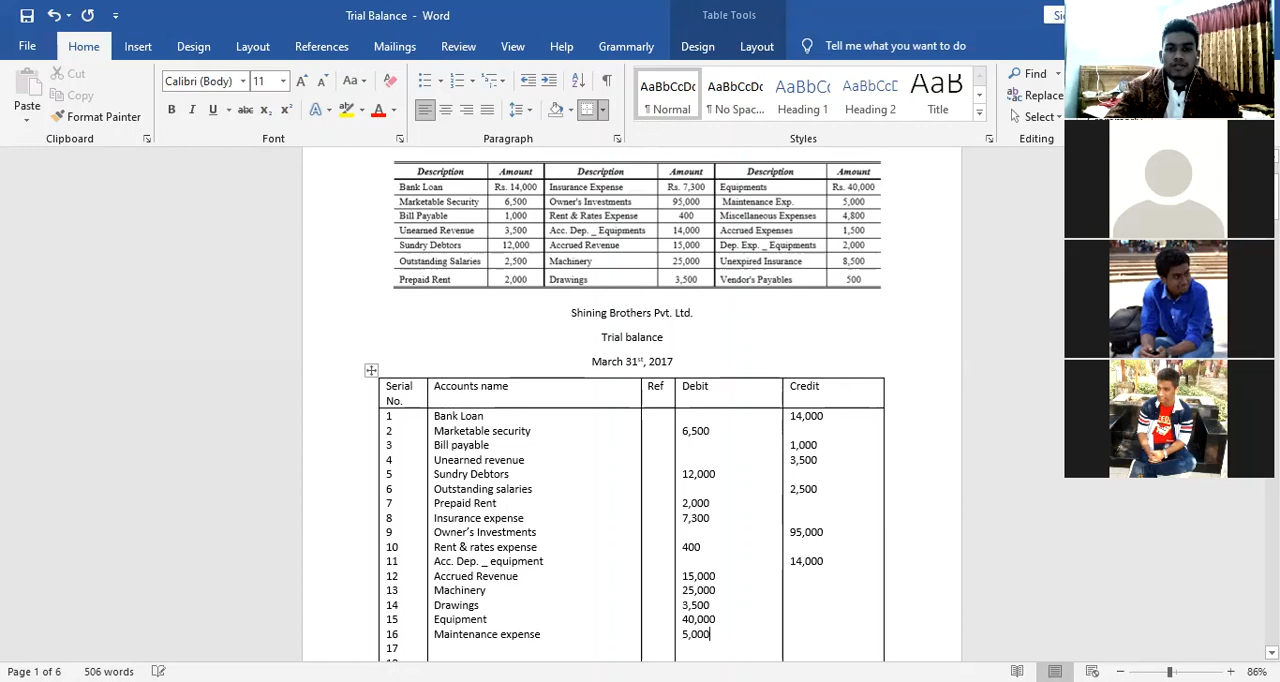 Trial Balance - Word
Table Tools
File Home Insert Design Layout References Mailings Review View Help Grammarly Design Layout Tell me what you want to do
Paste
Cut
Copy
Format Painter
Clipboard
Calibri (Body) 11
Font
Paragraph
AaBbCcDc AaBbCcDc AaBbCc AaBbCcE AaB
¶ Normal ¶ No Spac... Heading 1 Heading 2 Title
Styles
Find
Replace
Select
Editing
Description Amount Description Amount Description Amount
Bank Loan Rs. 14,000 Insurance Expense Rs. 7,300 Equipments Rs. 40,000
Marketable Security 6,500 Owner's Investments 95,000 Maintenance Exp. 5,000
Bill Payable 1,000 Rent & Rates Expense 400 Miscellaneous Expenses 4,800
Unearned Revenue 3,500 Acc. Dep. _ Equipments 14,000 Accrued Expenses 1,500
Sundry Debtors 12,000 Accrued Revenue 15,000 Dep. Exp. _ Equipments 2,000
Outstanding Salaries 2,500 Machinery 25,000 Unexpired Insurance 8,500
Prepaid Rent 2,000 Drawings 3,500 Vendor's Payables 500
Shining Brothers Pvt. Ltd.
Trial balance
March 31st, 2017
Serial No. Accounts name Ref Debit Credit
1 Bank Loan 14,000
2 Marketable security 6,500
3 Bill payable 1,000
4 Unearned revenue 3,500
5 Sundry Debtors 12,000
6 Outstanding salaries 2,500
7 Prepaid Rent 2,000
8 Insurance expense 7,300
9 Owner's Investments 95,000
10 Rent & rates expense 400
11 Acc. Dep. _ equipment 14,000
12 Accrued Revenue 15,000
13 Machinery 25,000
14 Drawings 3,500
15 Equipment 40,000
16 Maintenance expense 5,000
17
Page 1 of 6 506 words 86%